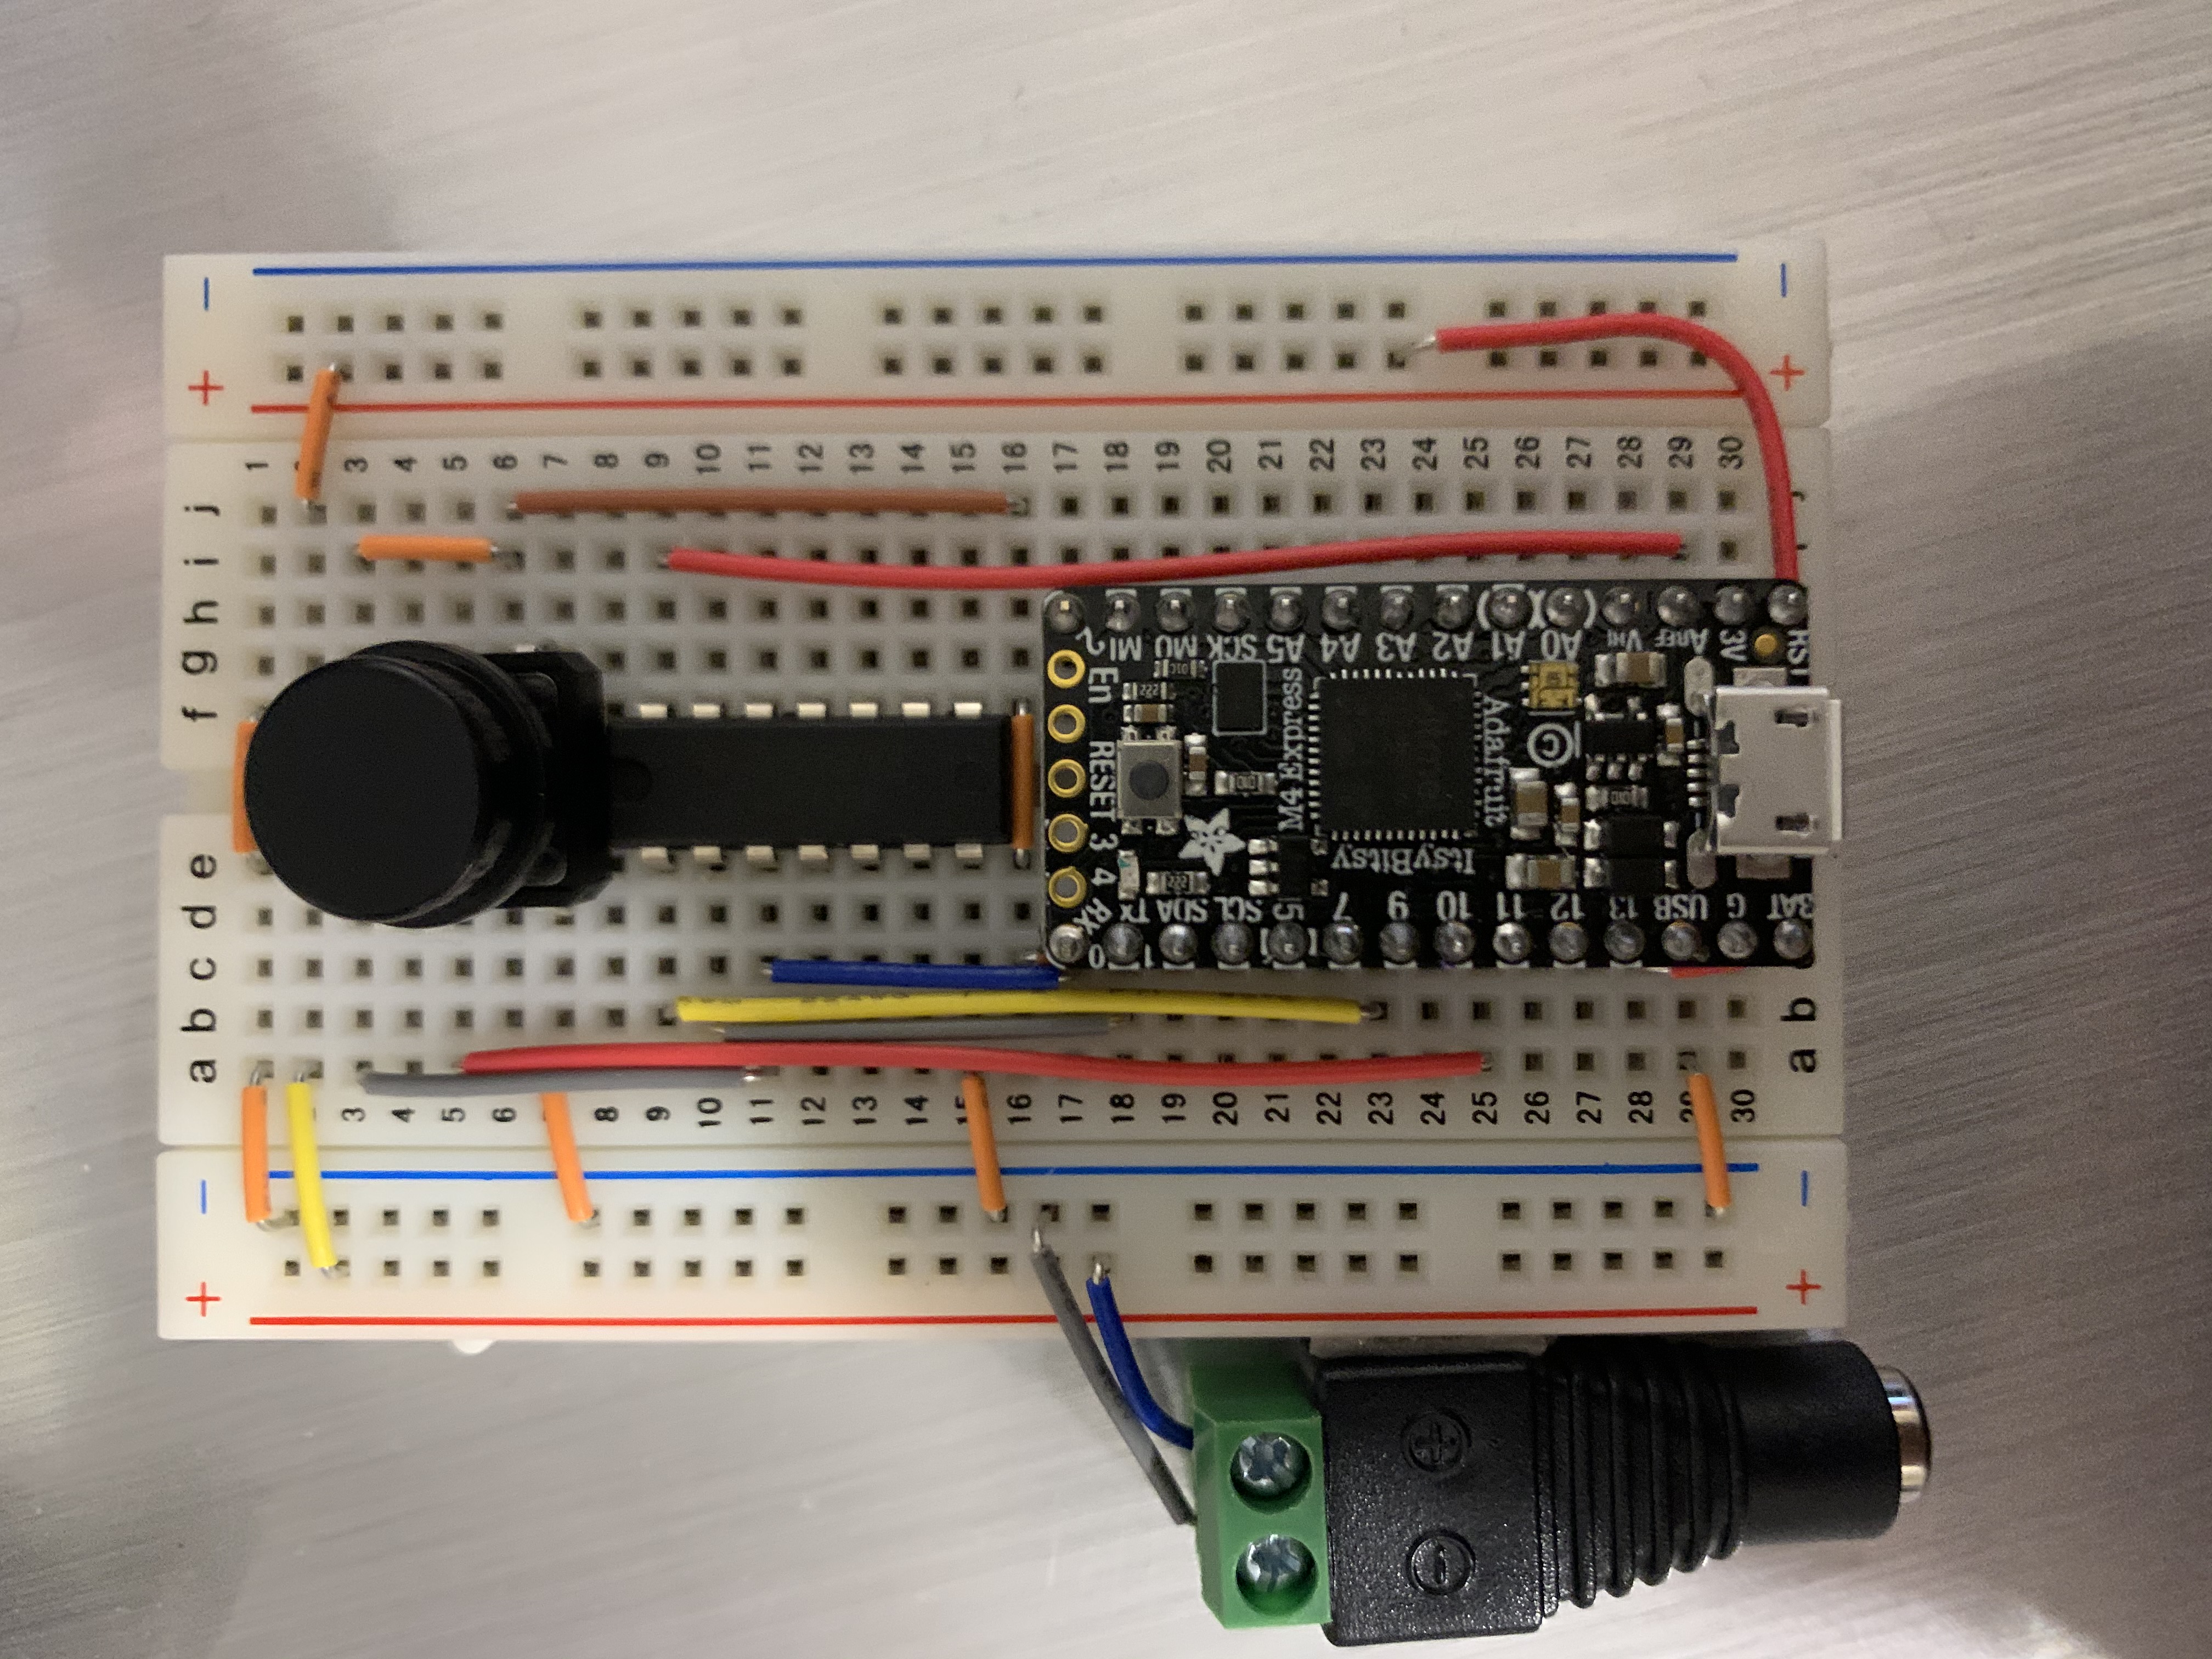 − −
+ +
1 2 3 4 5 6 7 8 9 10 11 12 13 14 15 16 17 18 19 20 21 22 23 24 25 26 27 28 29 30
j j
i
h
g
f
2 MI MO SCK A5 A4 A3 A2 A1 A0 VHI AREF 3V RST
En
RESET
3
4
M4 Express
Adafruit
ItsyBitsy
©
Rx 0 TX 1 SDA SCL 5 7 9 10 11 12 13 USB G BAT
e
d
c
b b
a a
3 4 5 6 8 9 10 11 12 13 14 15 16 17 18 19 20 21 22 23 24 25 26 27 28 29 30
− −
+ +
+
−